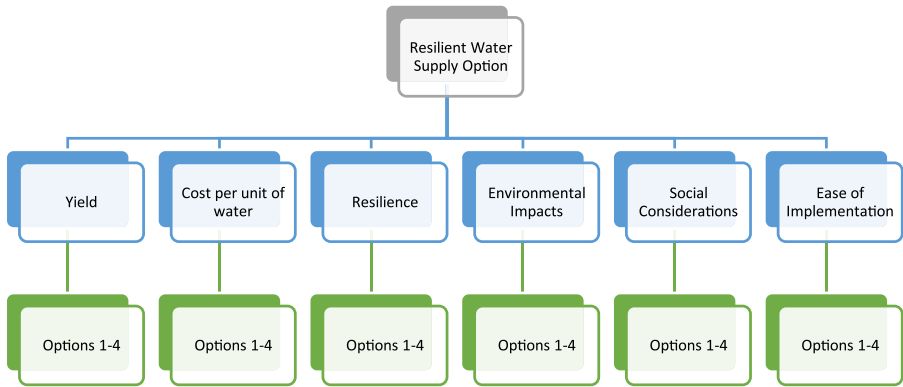 Resilient Water
Supply Option
Yield
Cost per unit of
water
Resilience
Environmental
Impacts
Social
Considerations
Ease of
Implementation
Options 1-4
Options 1-4
Options 1-4
Options 1-4
Options 1-4
Options 1-4